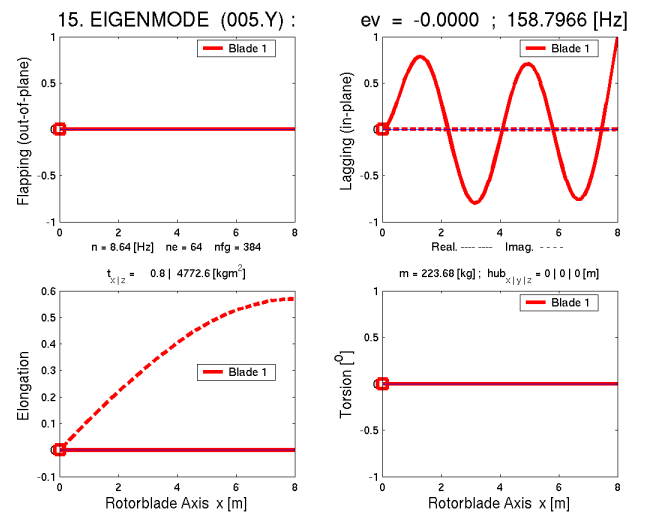 15. EIGENMODE (005.Y) : ev = -0.0000 ; 158.7966 [Hz]
Flapping (out-of-plane)
1
0.5
0
-0.5
-1
Blade 1
0 2 4 6 8
Lagging (in-plane)
1
0.5
0
-0.5
-1
Blade 1
0 2 4 6 8
n = 8.64 [Hz] ne = 64 nfg = 384
Real. ---- ---- Imag. - - - -
t x|z = 0.8 | 4772.6 [kgm2]
m = 223.68 [kg] ; hub x|y|z = 0 | 0 | 0 [m]
Elongation
0.6
0.5
0.4
0.3
0.2
0.1
0
-0.1
Blade 1
0 2 4 6 8
Rotorblade Axis x [m]
Torsion [O]
1
0.5
0
-0.5
-1
Blade 1
0 2 4 6 8
Rotorblade Axis x [m]